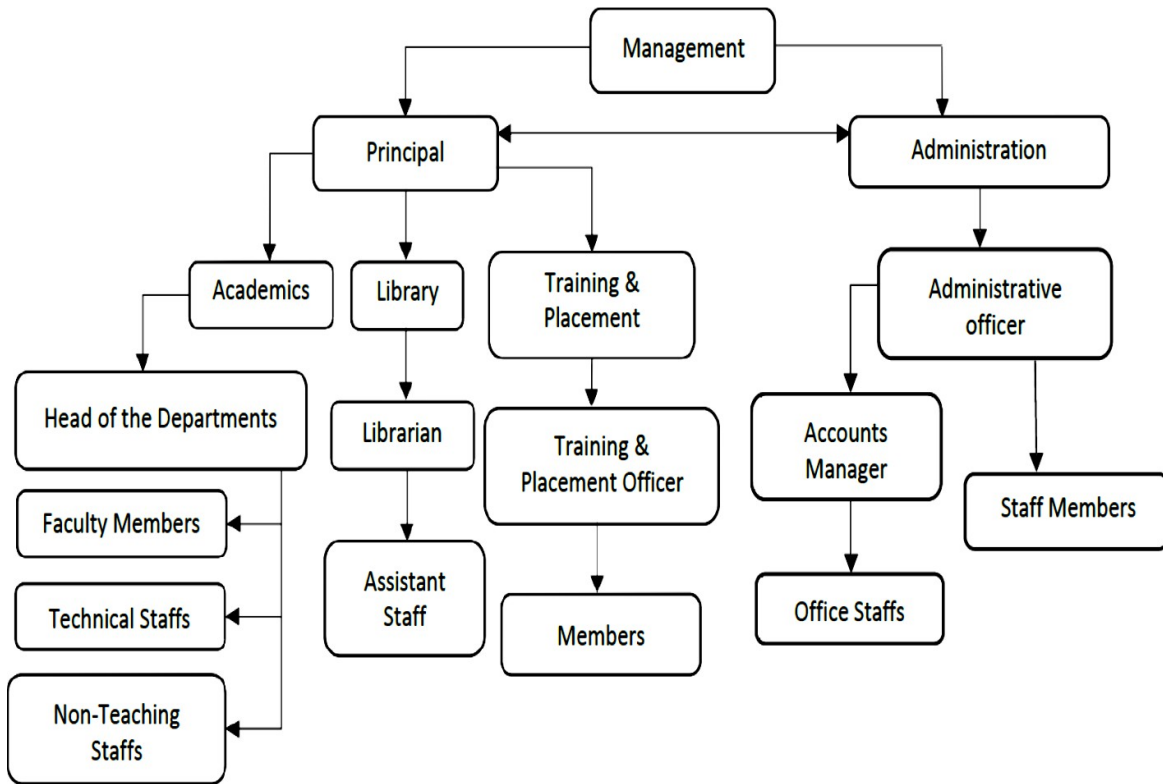 Management
Principal
Administration
Academics
Library
Training &
Placement
Administrative
officer
Head of the Departments
Librarian
Training &
Placement Officer
Accounts
Manager
Staff Members
Faculty Members
Technical Staffs
Non-Teaching
Staffs
Assistant
Staff
Members
Office Staffs